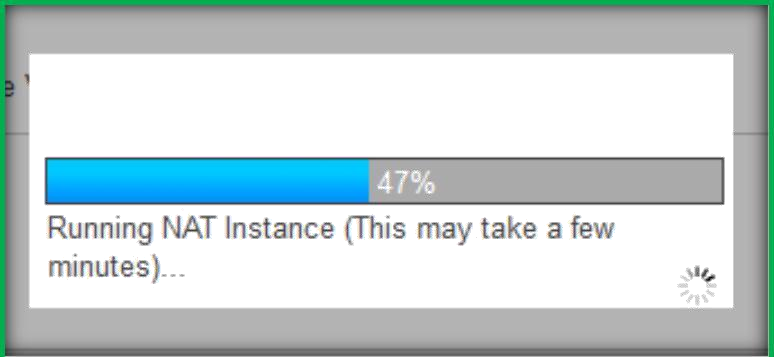 47%
Running NAT Instance (This may take a few
minutes)...